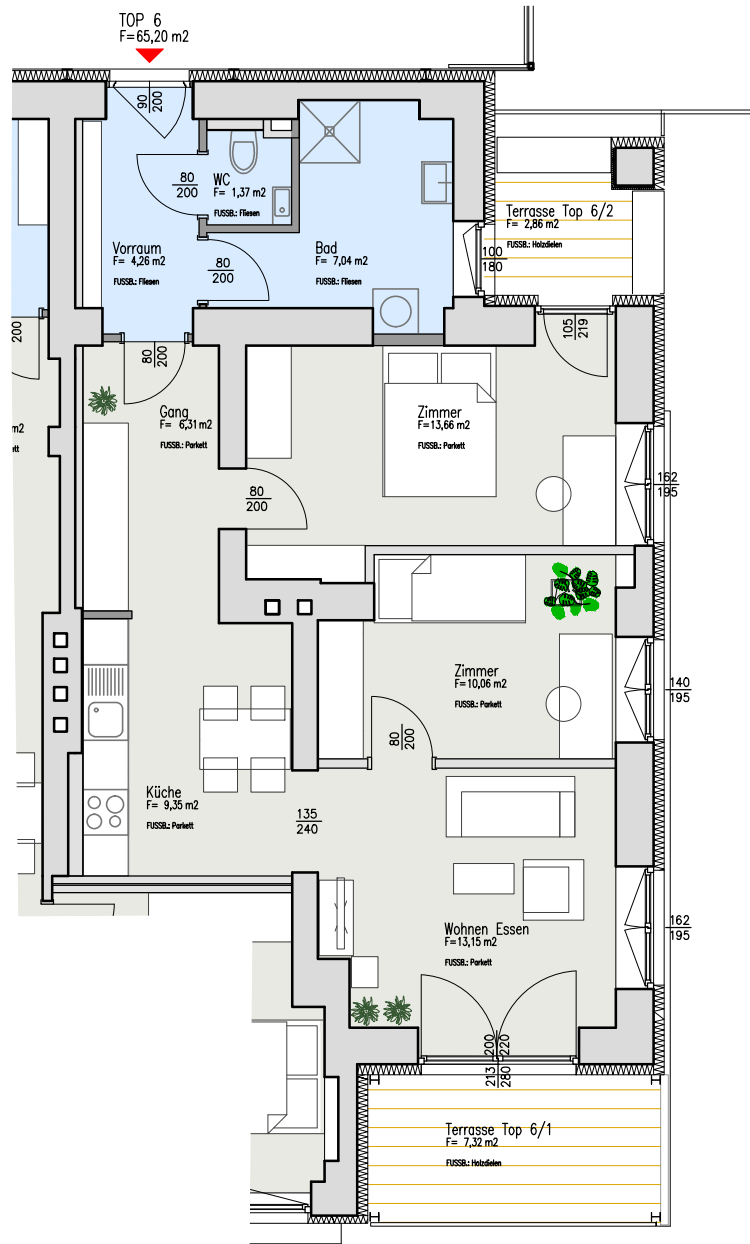 TOP 6
F=65,20 m2
90
200
80
200
WC
F= 1,37 m2
FUSSB.: Fliesen
Vorraum
F= 4,26 m2
FUSSB.: Fliesen
80
200
Bad
F= 7,04 m2
FUSSB.: Fliesen
Terrasse Top 6/2
F= 2,86 m2
FUSSB.: Holzdielen
100
180
105
219
200
80
200
Gang
F= 6,31 m2
FUSSB.: Parkett
m2
Zimmer
F=13,66 m2
FUSSB.: Parkett
80
200
162
195
Zimmer
F=10,06 m2
FUSSB.: Parkett
140
195
80
200
Küche
F= 9,35 m2
FUSSB.: Parkett
135
240
Wohnen Essen
F=13,15 m2
FUSSB.: Parkett
162
195
200
220
213
280
Terrasse Top 6/1
F= 7,32 m2
FUSSB.: Holzdielen